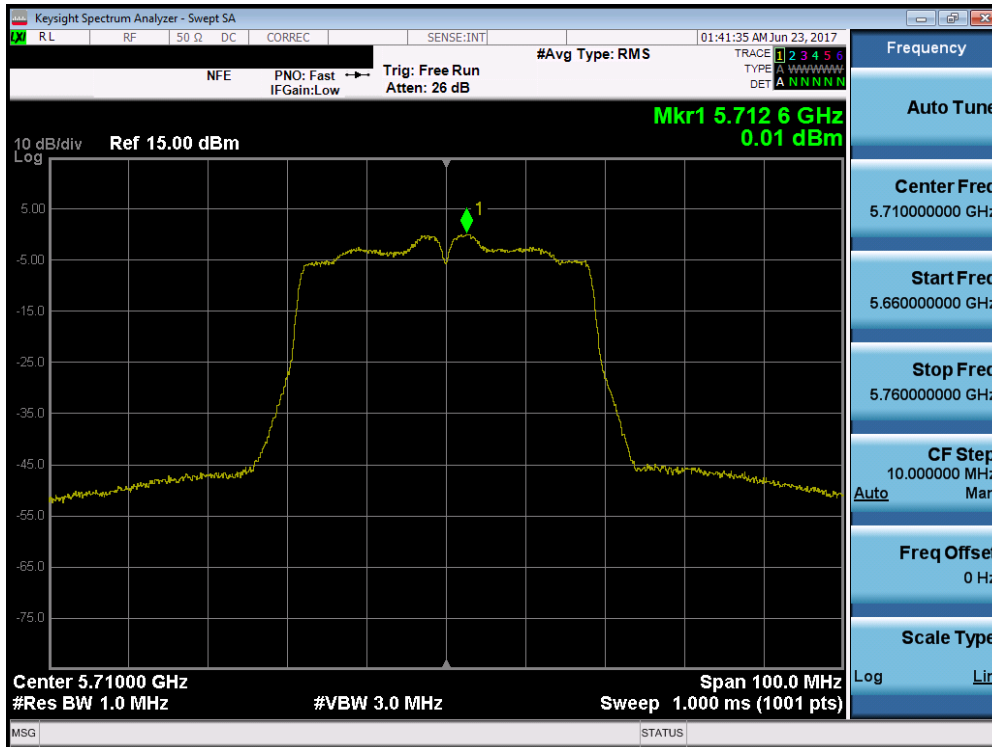 Keysight Spectrum Analyzer - Swept SA
LXI RL RF 50 Ω DC CORREC SENSE:INT 01:41:35 AM Jun 23, 2017
#Avg Type: RMS TRACE 1 2 3 4 5 6
NFE PNO: Fast Trig: Free Run TYPE A WWWWW
IFGain:Low Atten: 26 dB DET A N N N N N
Mkr1 5.712 6 GHz
10 dB/div Ref 15.00 dBm 0.01 dBm
Log
1
5.00
-5.00
-15.0
-25.0
-35.0
-45.0
-55.0
-65.0
-75.0
Center 5.71000 GHz Span 100.0 MHz
#Res BW 1.0 MHz #VBW 3.0 MHz Sweep 1.000 ms (1001 pts)
MSG STATUS
Frequency
Auto Tune
Center Freq
5.710000000 GHz
Start Freq
5.660000000 GHz
Stop Freq
5.760000000 GHz
CF Step
10.000000 MHz
Auto Man
Freq Offset
0 Hz
Scale Type
Log Lin